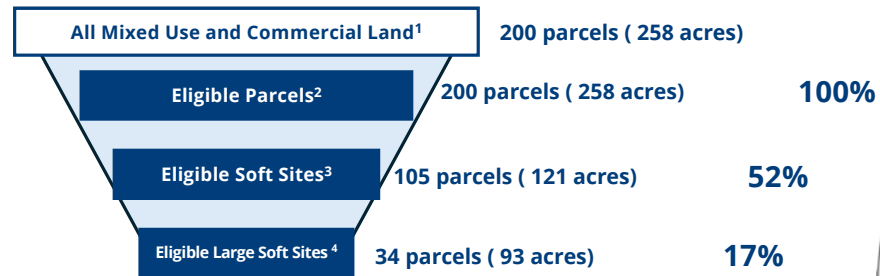 All Mixed Use and Commercial Land¹ 200 parcels ( 258 acres)
Eligible Parcels² 200 parcels ( 258 acres) 100%
Eligible Soft Sites³ 105 parcels ( 121 acres) 52%
Eligible Large Soft Sites ⁴ 34 parcels ( 93 acres) 17%